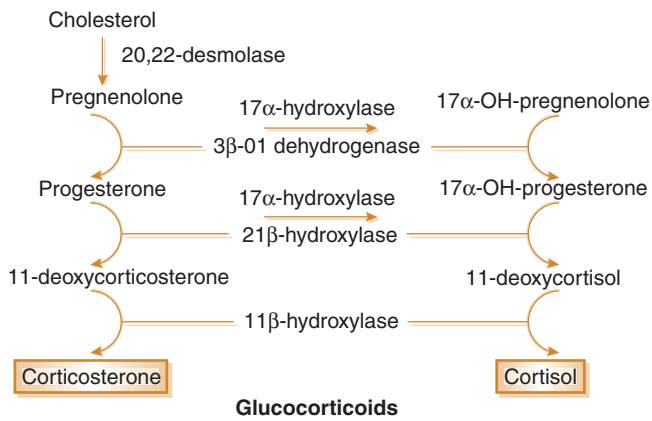 Cholesterol
20,22-desmolase
Pregnenolone
17α-hydroxylase
17α-OH-pregnenolone
3β-01 dehydrogenase
Progesterone
17α-hydroxylase
17α-OH-progesterone
21β-hydroxylase
11-deoxycorticosterone
11-deoxycortisol
11β-hydroxylase
Corticosterone
Cortisol
Glucocorticoids